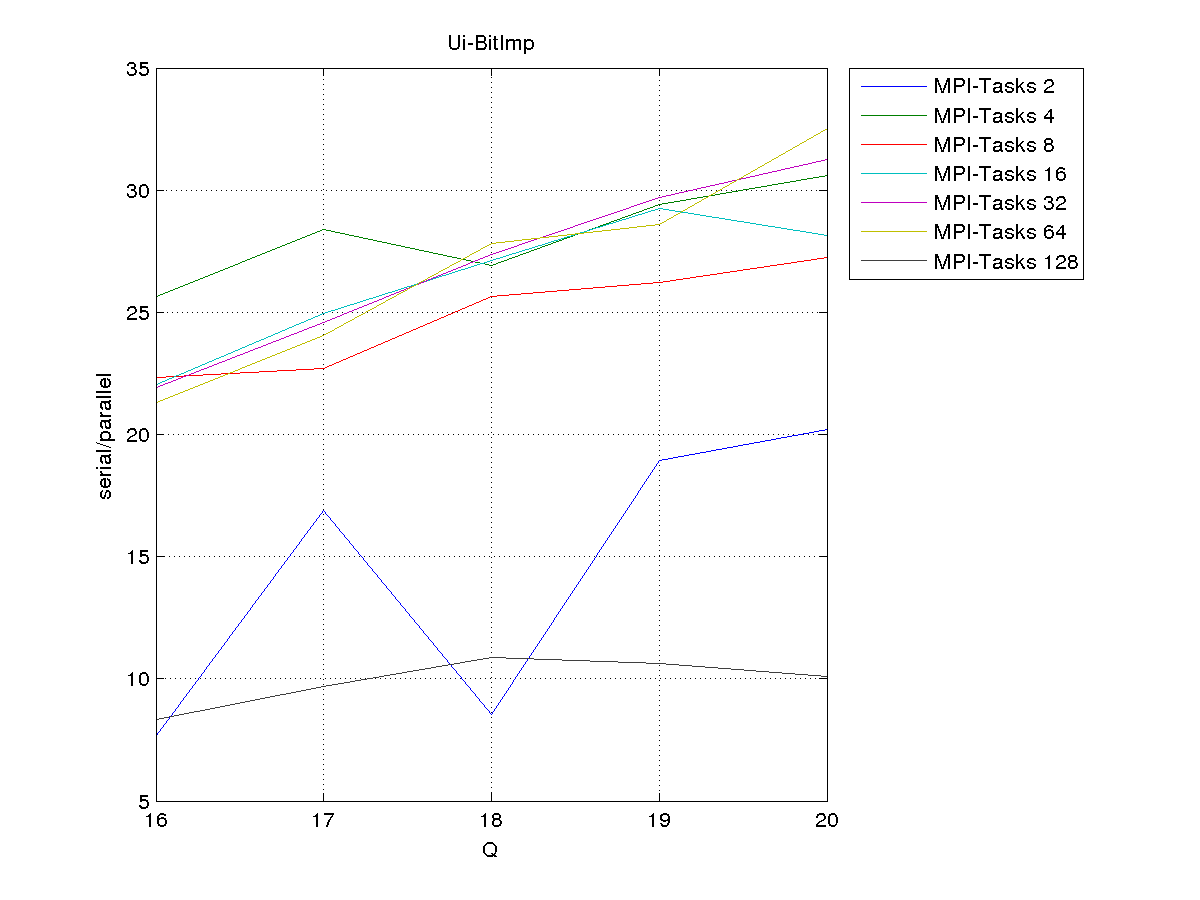 Ui-BitImp
35
30
25
20
15
10
5
serial/parallel
16 17 18 19 20
Q
MPI-Tasks 2
MPI-Tasks 4
MPI-Tasks 8
MPI-Tasks 16
MPI-Tasks 32
MPI-Tasks 64
MPI-Tasks 128